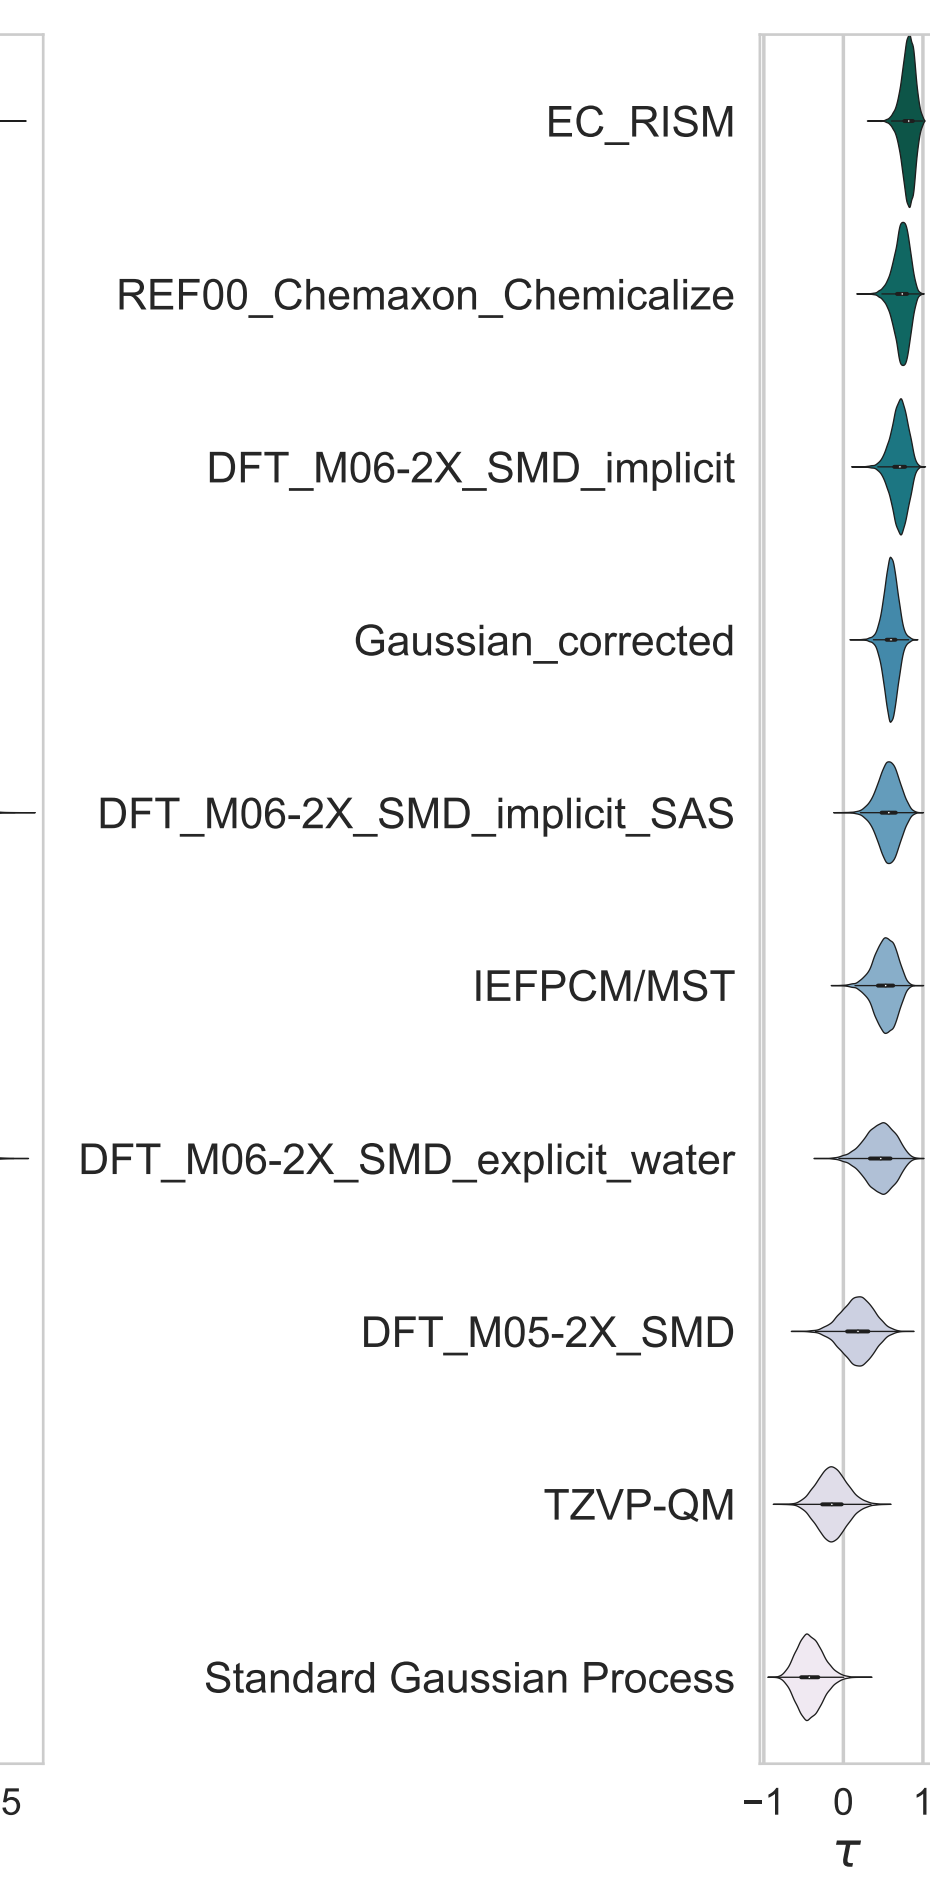 EC_RISM
REF00_Chemaxon_Chemicalize
DFT_M06-2X_SMD_implicit
Gaussian_corrected
DFT_M06-2X_SMD_implicit_SAS
IEFPCM/MST
DFT_M06-2X_SMD_explicit_water
DFT_M05-2X_SMD
TZVP-QM
Standard Gaussian Process
5 −1 0 1
τ